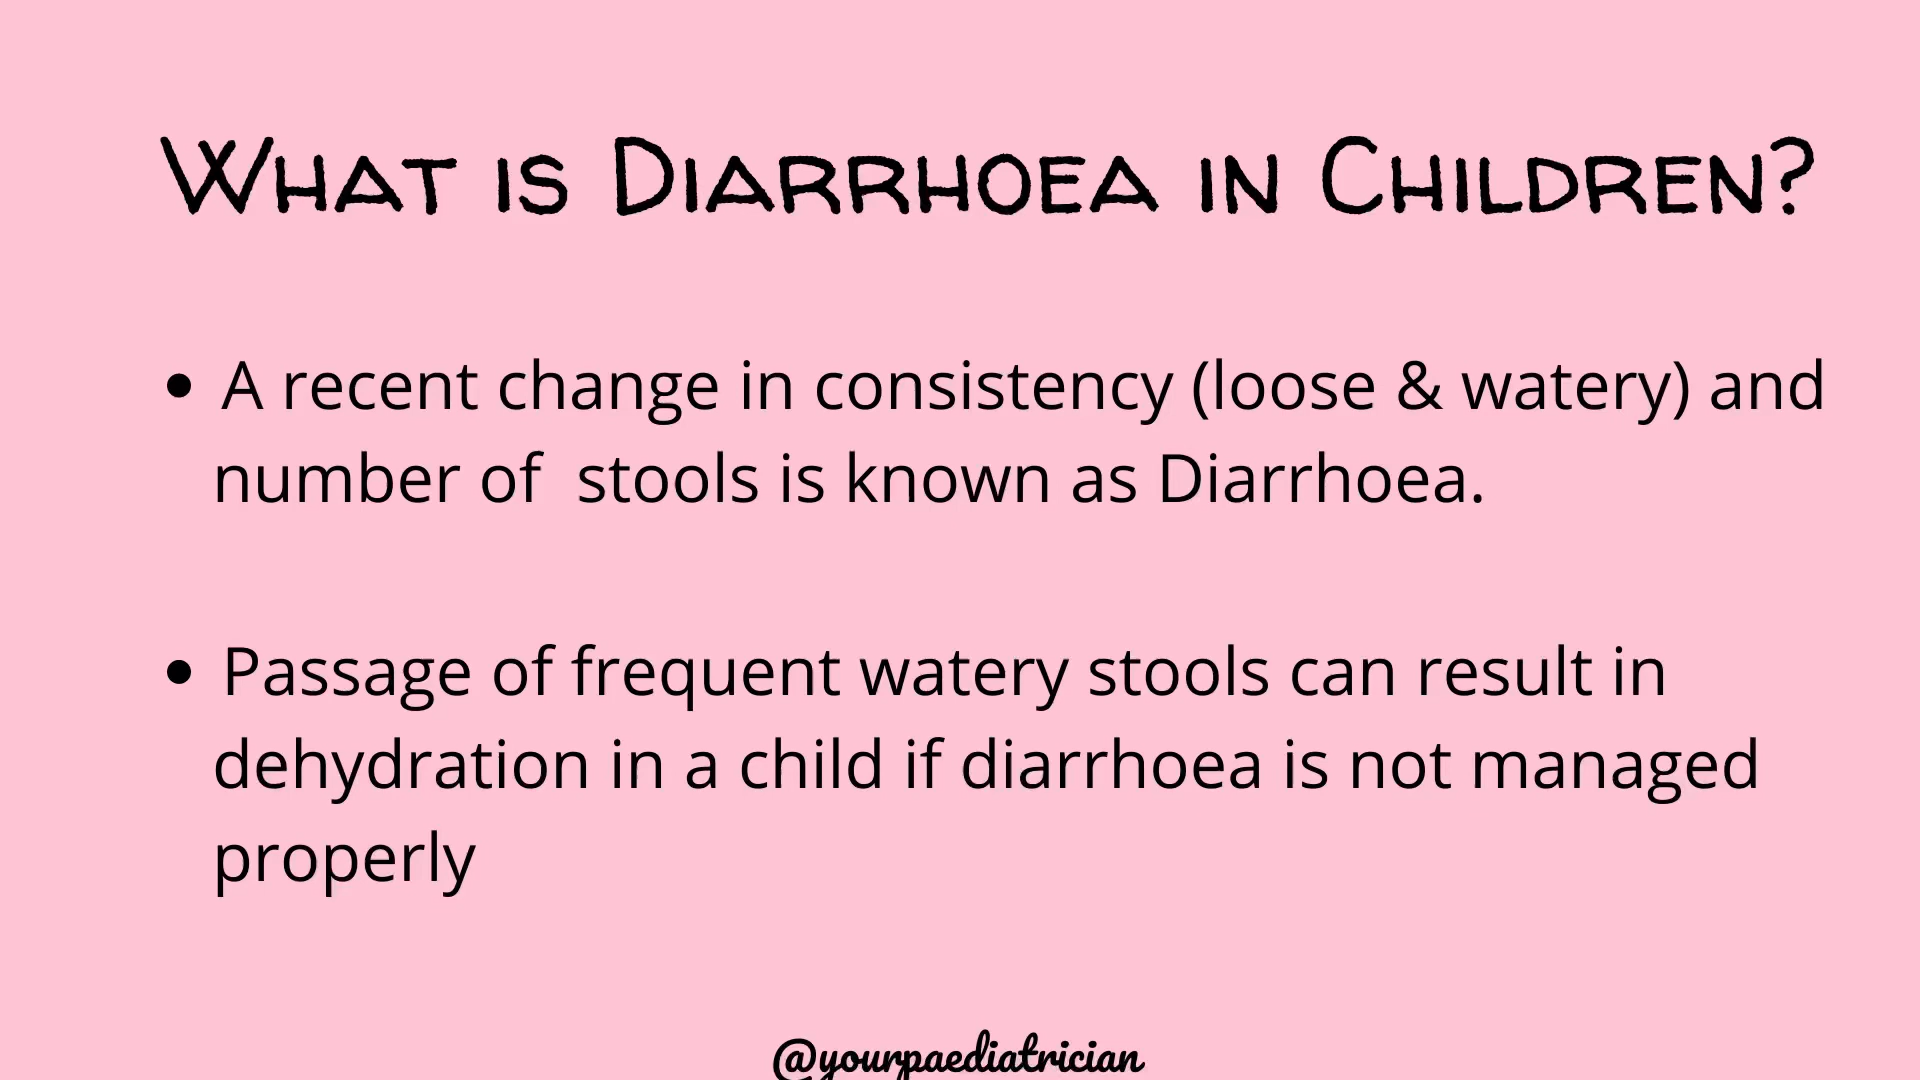 What is Diarrhoea in Children?
• A recent change in consistency (loose & watery) and
number of  stools is known as Diarrhoea.
• Passage of frequent watery stools can result in
dehydration in a child if diarrhoea is not managed
properly
@yourpaediatrician